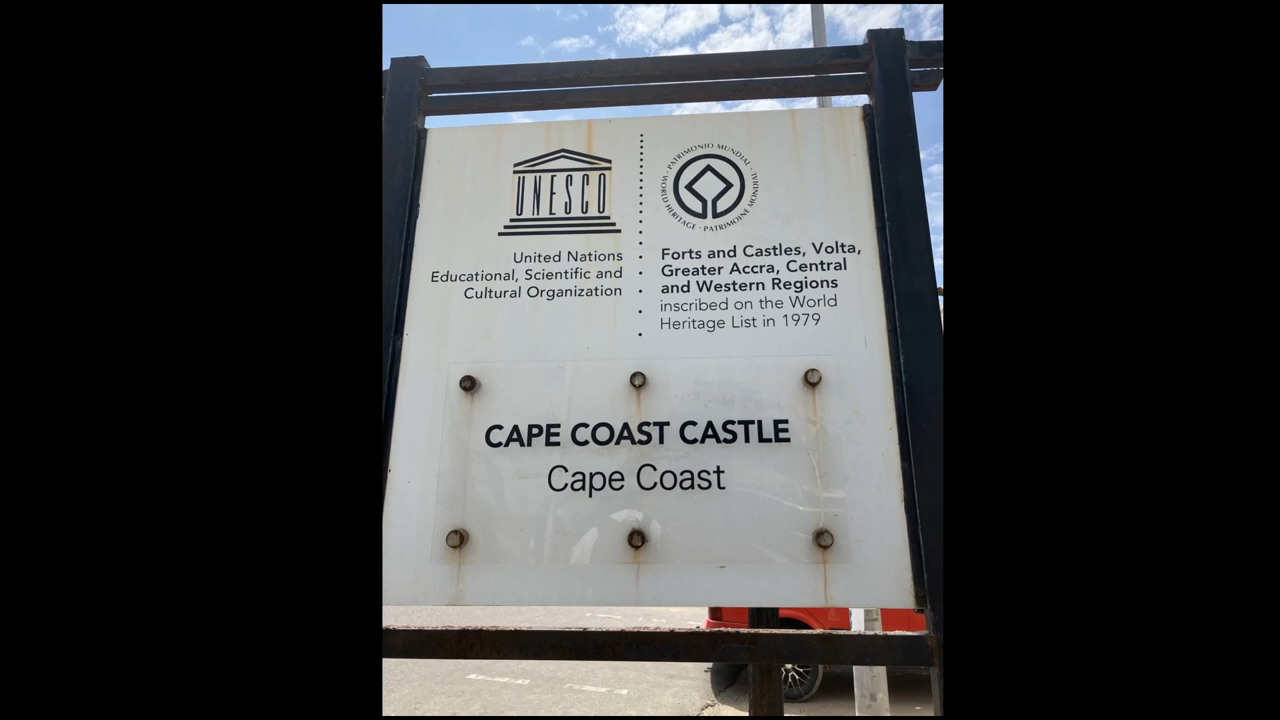 UNESCO
United Nations
Educational, Scientific and
Cultural Organization
WORLD HERITAGE · PATRIMONIO MUNDIAL · PATRIMOINE MONDIAL
Forts and Castles, Volta,
Greater Accra, Central
and Western Regions
inscribed on the World
Heritage List in 1979
CAPE COAST CASTLE
Cape Coast